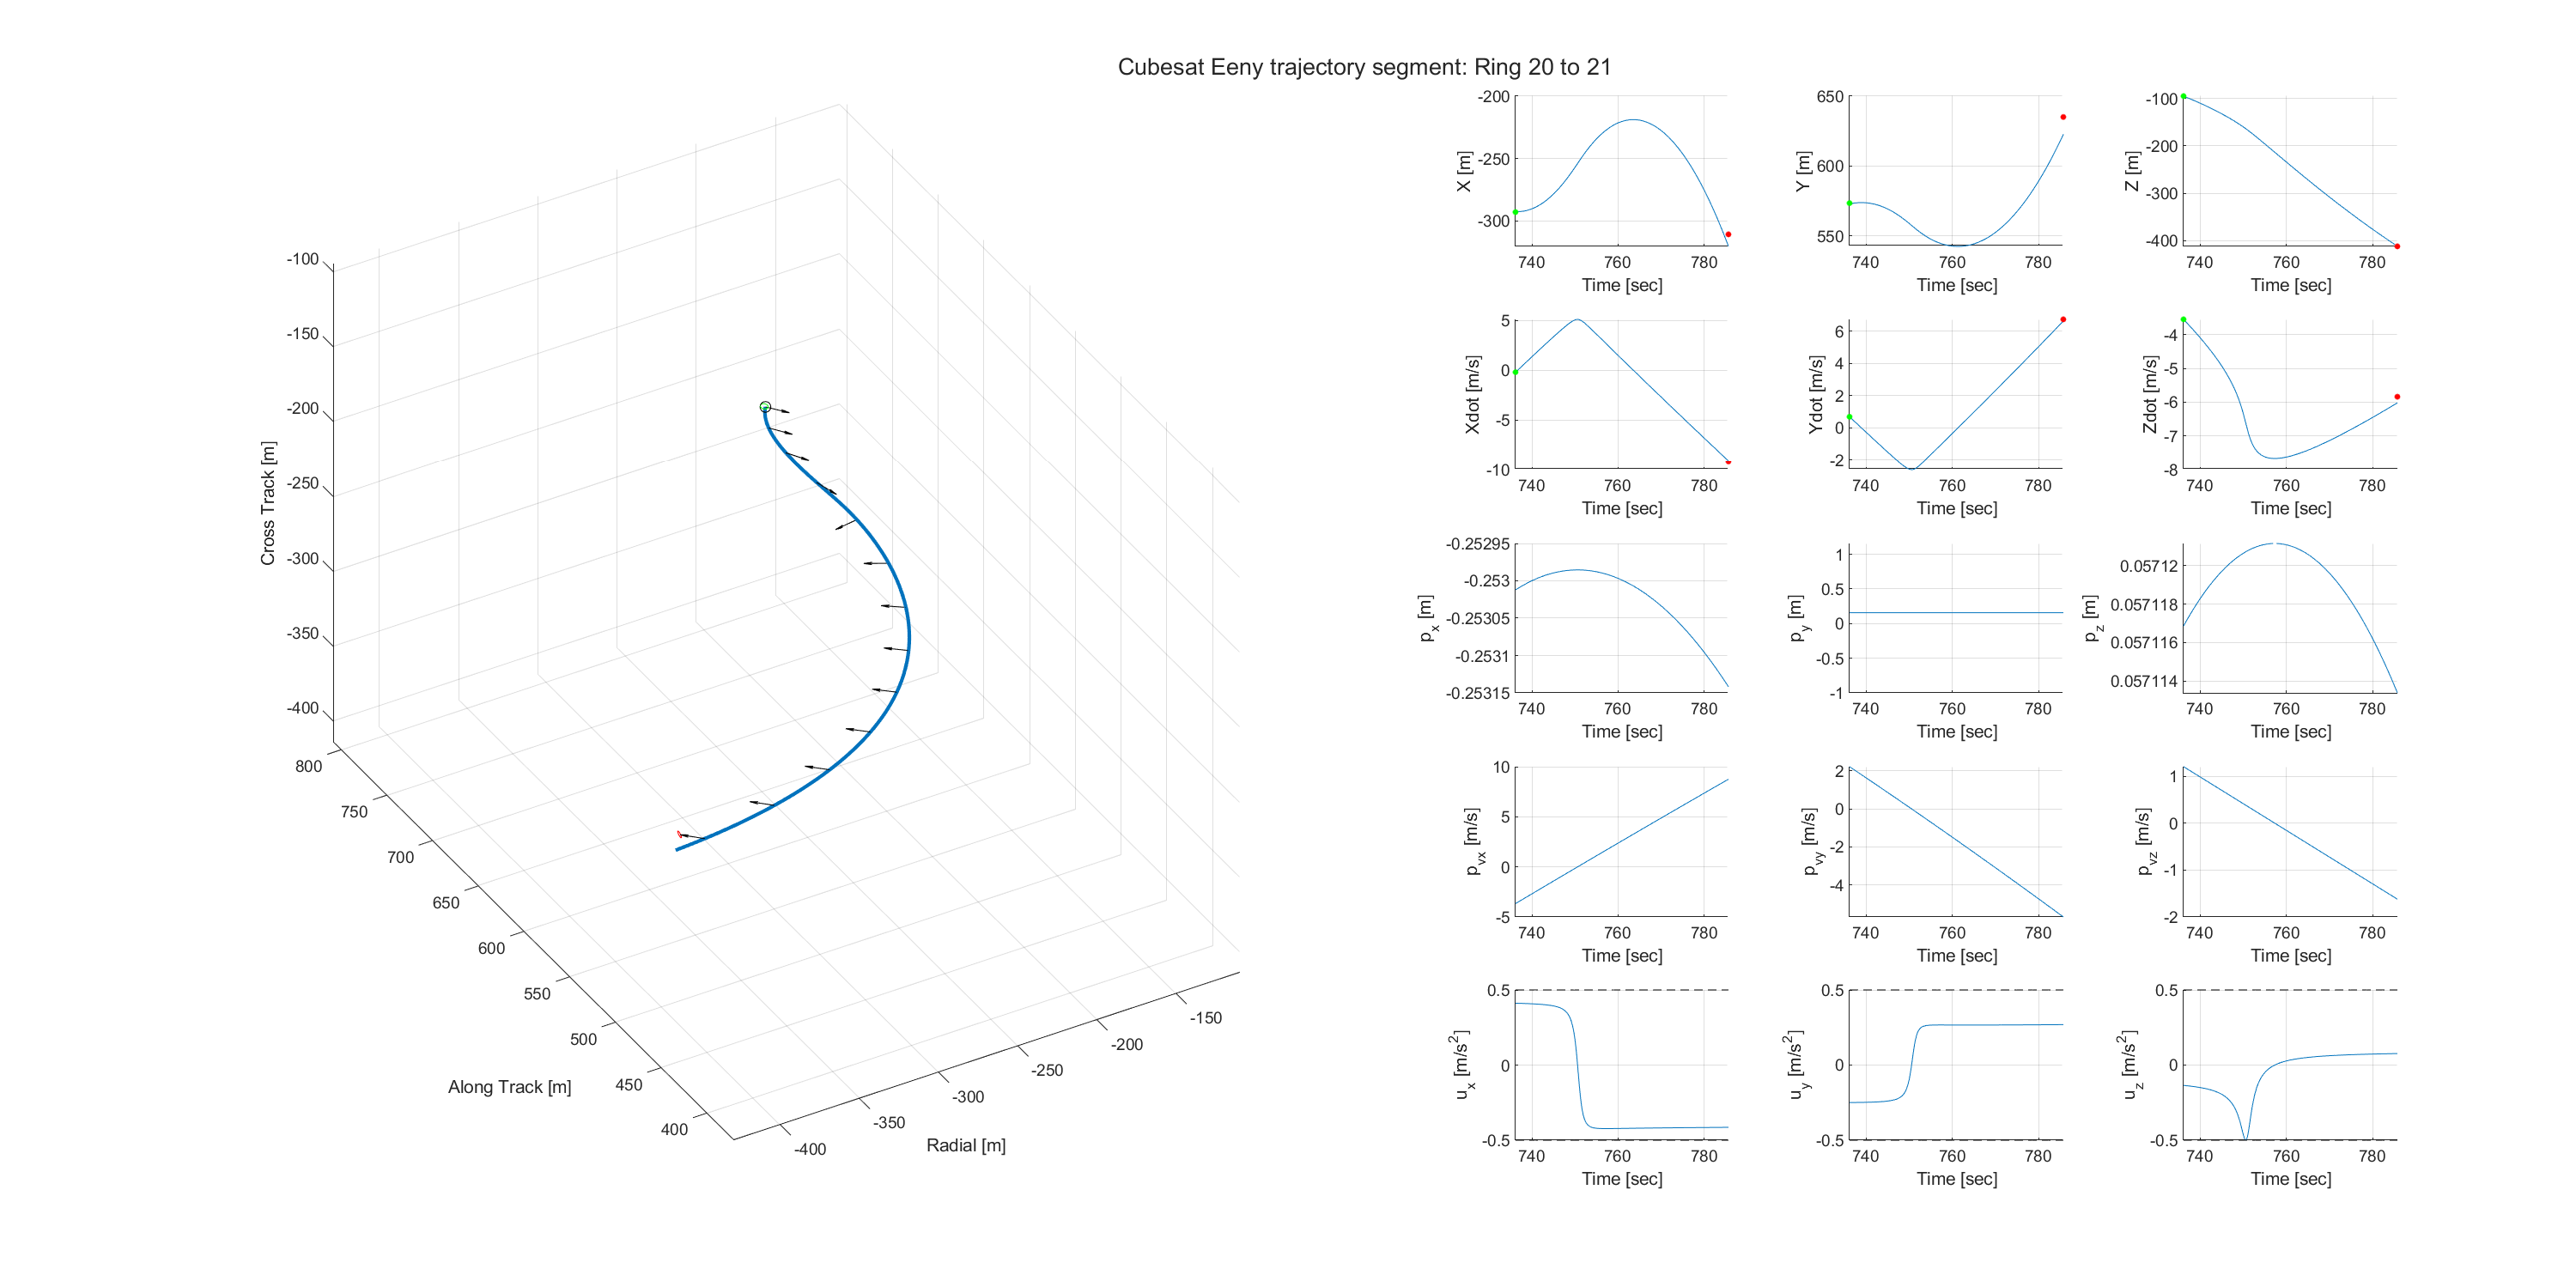 Cubesat Eeny trajectory segment: Ring 20 to 21
-100
-150
-200
-250
-300
-350
-400
Cross Track [m]
800
750
700
650
600
550
500
450
400
Along Track [m]
-400
-350
-300
-250
-200
-150
Radial [m]
-200
-250
-300
X [m]
740 760 780
Time [sec]
650
600
550
Y [m]
740 760 780
Time [sec]
-100
-200
-300
-400
Z [m]
740 760 780
Time [sec]
5
0
-5
-10
Xdot [m/s]
740 760 780
Time [sec]
6
4
2
0
-2
Ydot [m/s]
740 760 780
Time [sec]
-4
-5
-6
-7
-8
Zdot [m/s]
740 760 780
Time [sec]
-0.25295
-0.253
-0.25305
-0.2531
-0.25315
p_x [m]
740 760 780
Time [sec]
1
0.5
0
-0.5
-1
p_y [m]
740 760 780
Time [sec]
0.05712
0.057118
0.057116
0.057114
p_z [m]
740 760 780
Time [sec]
10
5
0
-5
p_vx [m/s]
740 760 780
Time [sec]
2
0
-2
-4
p_vy [m/s]
740 760 780
Time [sec]
1
0
-1
-2
p_vz [m/s]
740 760 780
Time [sec]
0.5
0
-0.5
u_x [m/s²]
740 760 780
Time [sec]
0.5
0
-0.5
u_y [m/s²]
740 760 780
Time [sec]
0.5
0
-0.5
u_z [m/s²]
740 760 780
Time [sec]